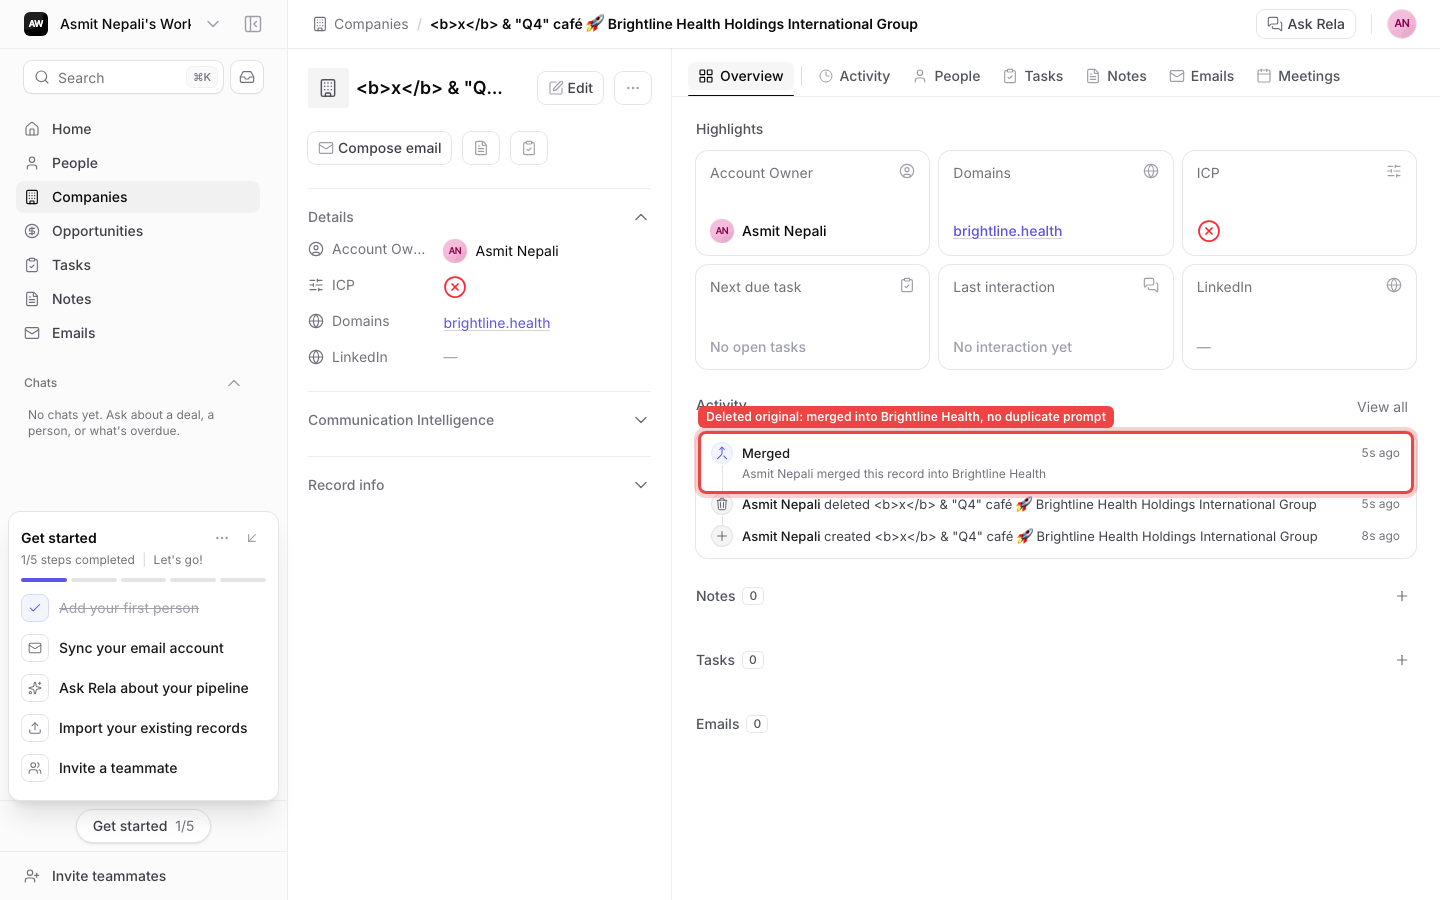 AW Asmit Nepali's Work
Companies / <b>x</b> & "Q4" café 🚀 Brightline Health Holdings International Group
Ask Rela
AN
Search ⌘K
Home
People
Companies
Opportunities
Tasks
Notes
Emails
Chats
No chats yet. Ask about a deal, a
person, or what's overdue.
Get started
1/5 steps completed | Let's go!
Add your first person
Sync your email account
Ask Rela about your pipeline
Import your existing records
Invite a teammate
Get started 1/5
Invite teammates
<b>x</b> & "Q...
Edit
Compose email
Details
Account Ow... AN Asmit Nepali
ICP
Domains brightline.health
LinkedIn —
Communication Intelligence
Record info
Overview Activity People Tasks Notes Emails Meetings
Highlights
Account Owner
AN Asmit Nepali
Domains
brightline.health
ICP
Next due task
No open tasks
Last interaction
No interaction yet
LinkedIn
—
Activity
View all
Deleted original: merged into Brightline Health, no duplicate prompt
Merged 5s ago
Asmit Nepali merged this record into Brightline Health
Asmit Nepali deleted <b>x</b> & "Q4" café 🚀 Brightline Health Holdings International Group 5s ago
Asmit Nepali created <b>x</b> & "Q4" café 🚀 Brightline Health Holdings International Group 8s ago
Notes 0
Tasks 0
Emails 0